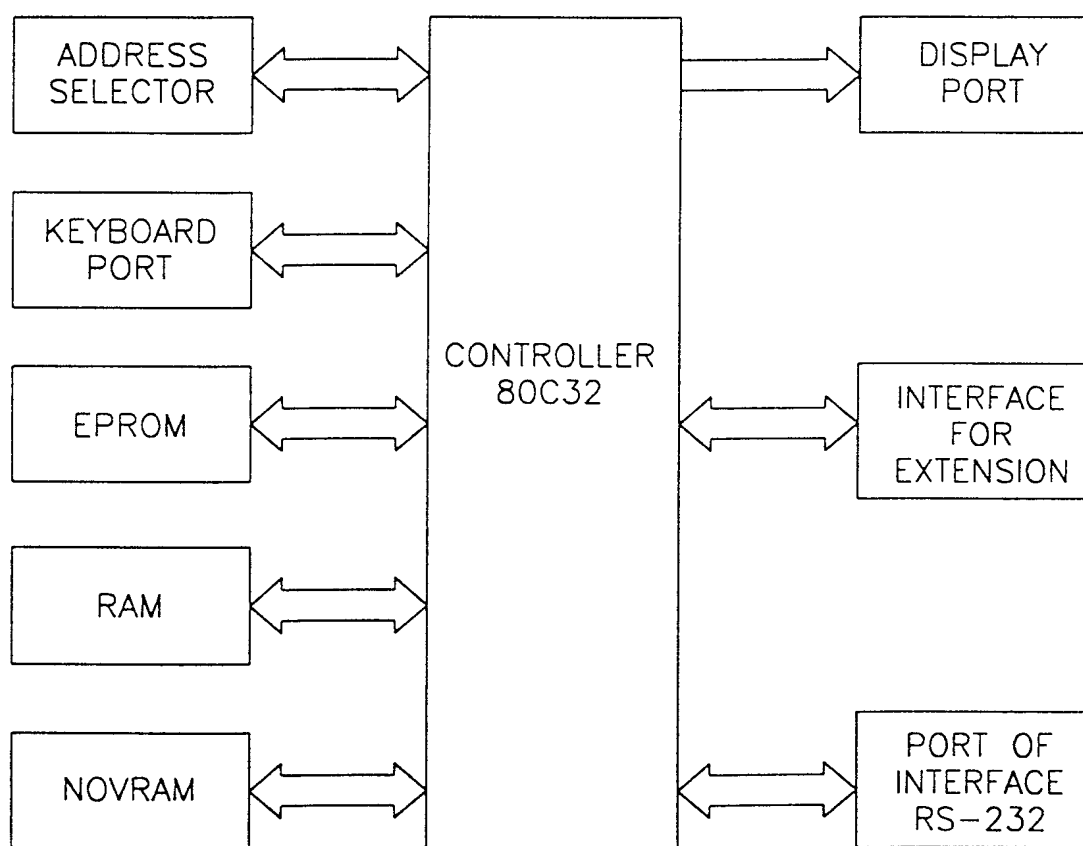 ADDRESS
SELECTOR
KEYBOARD
PORT
EPROM
RAM
NOVRAM
CONTROLLER
80C32
DISPLAY
PORT
INTERFACE
FOR
EXTENSION
PORT OF
INTERFACE
RS-232